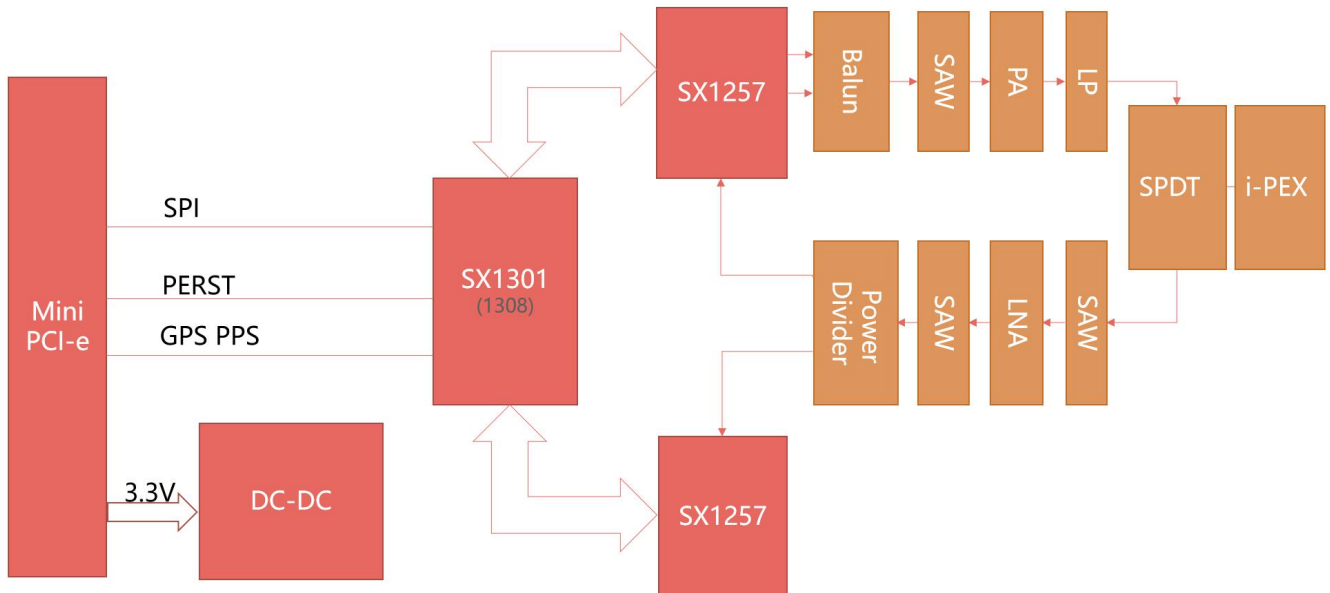 Mini
PCI-e
SPI
PERST
GPS PPS
3.3V
DC-DC
SX1301
(1308)
SX1257
Balun
SAW
PA
LP
SPDT
i-PEX
Power
Divider
SAW
LNA
SAW
SX1257